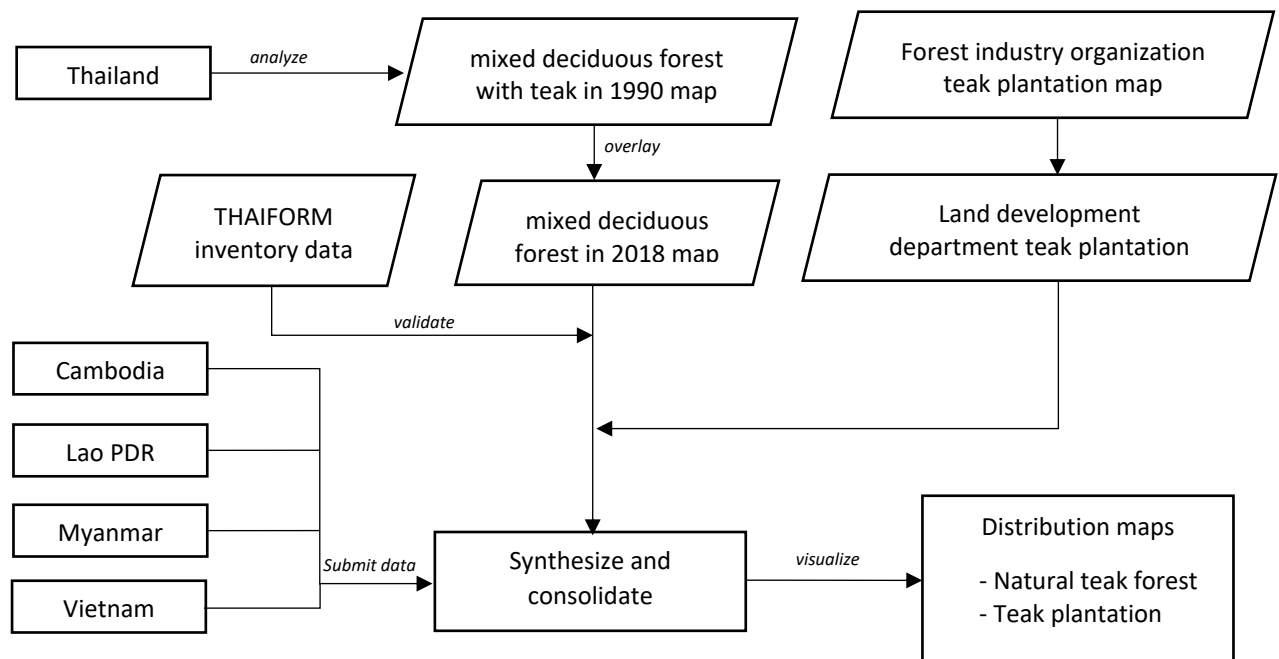 Thailand
analyze
mixed deciduous forest
with teak in 1990 map
Forest industry organization
teak plantation map
overlay
THAIFORM
inventory data
mixed deciduous
forest in 2018 map
Land development
department teak plantation
validate
Cambodia
Lao PDR
Myanmar
Vietnam
Submit data
Synthesize and
consolidate
visualize
Distribution maps
- Natural teak forest
- Teak plantation